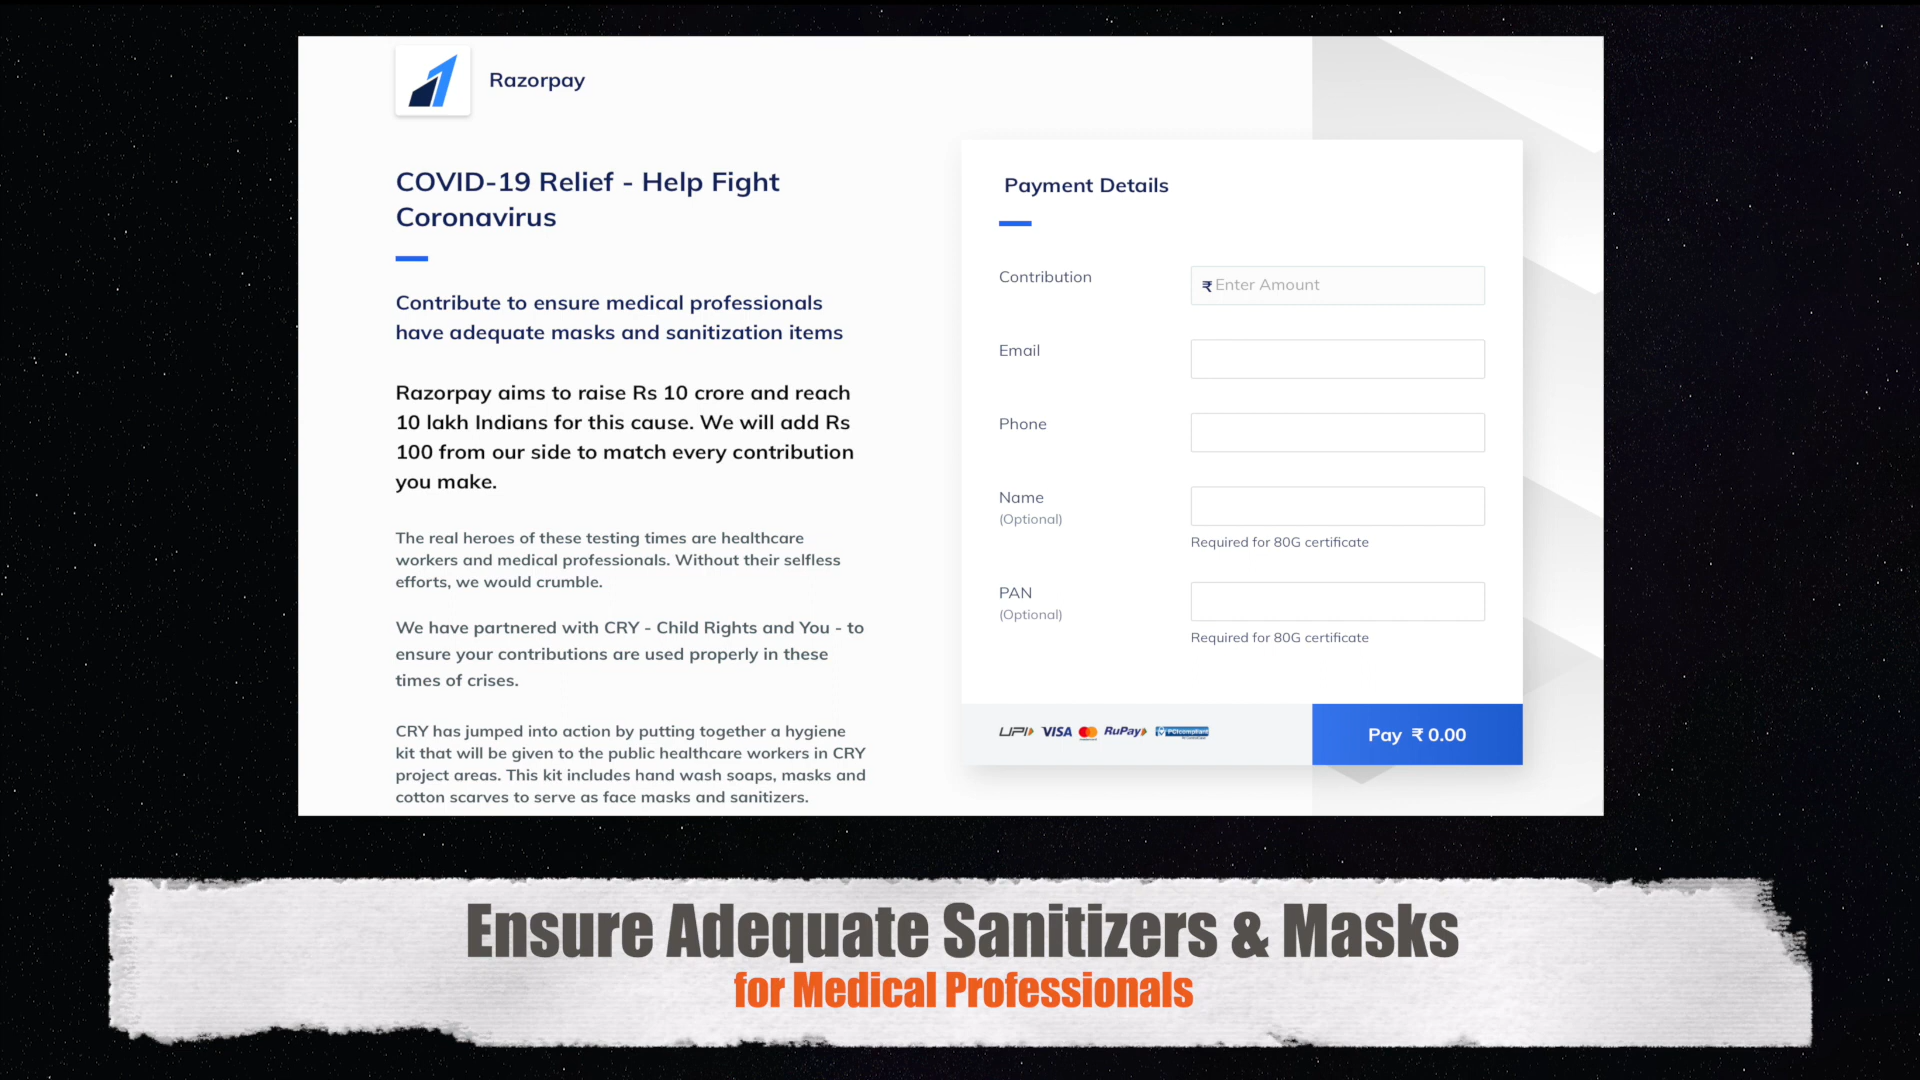 Razorpay
COVID-19 Relief - Help Fight
Coronavirus
Contribute to ensure medical professionals
have adequate masks and sanitization items
Razorpay aims to raise Rs 10 crore and reach
10 lakh Indians for this cause. We will add Rs
100 from our side to match every contribution
you make.
The real heroes of these testing times are healthcare
workers and medical professionals. Without their selfless
efforts, we would crumble.
We have partnered with CRY - Child Rights and You - to
ensure your contributions are used properly in these
times of crises.
CRY has jumped into action by putting together a hygiene
kit that will be given to the public healthcare workers in CRY
project areas. This kit includes hand wash soaps, masks and
cotton scarves to serve as face masks and sanitizers.
Payment Details
Contribution
₹ Enter Amount
Email
Phone
Name
(Optional)
Required for 80G certificate
PAN
(Optional)
Required for 80G certificate
UPI VISA RuPay PCI compliant
Pay ₹ 0.00
Ensure Adequate Sanitizers & Masks
for Medical Professionals